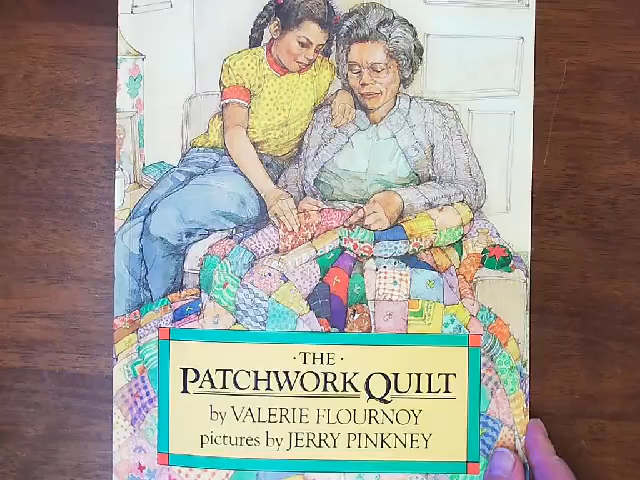 · THE ·
PATCHWORK QUILT
by VALERIE FLOURNOY
pictures by JERRY PINKNEY